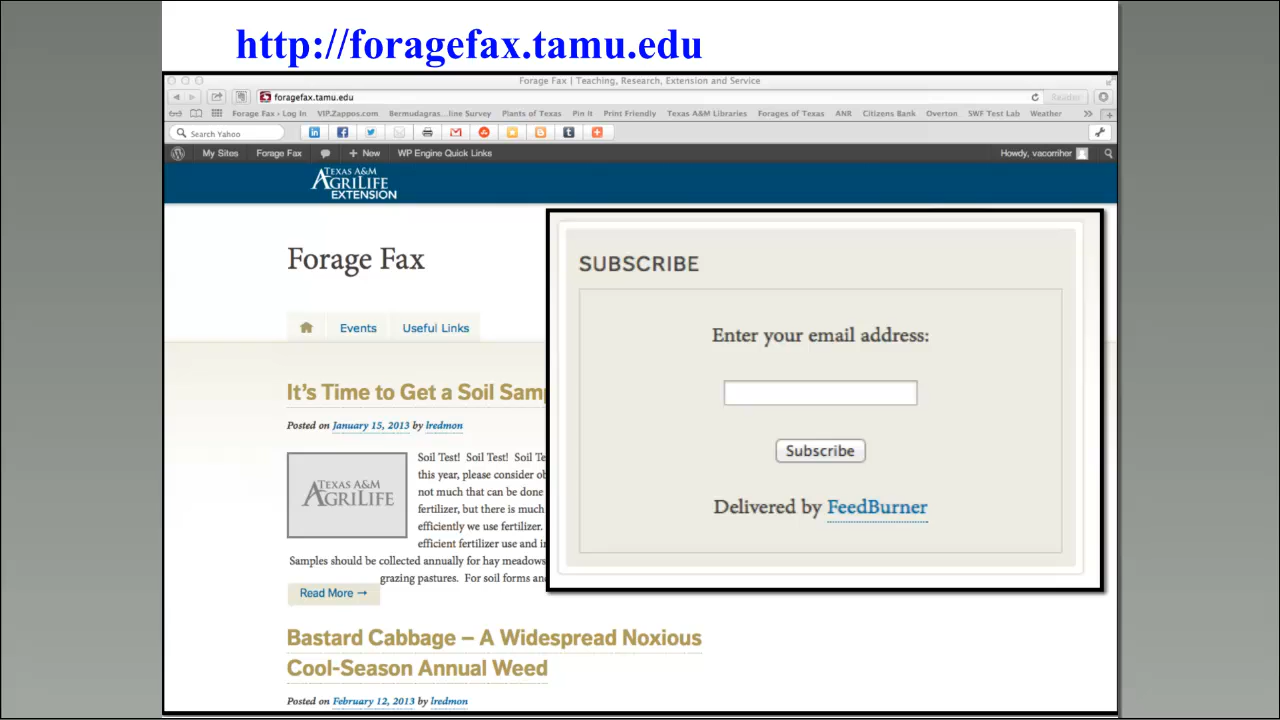 http://foragefax.tamu.edu
Forage Fax | Teaching, Research, Extension and Service
foragefax.tamu.edu
Reader
Forage Fax › Log In VIP.Zappos.com Bermudagras...line Survey Plants of Texas Pin It Print Friendly Texas A&M Libraries Forages of Texas ANR Citizens Bank Overton SWF Test Lab Weather
Search Yahoo
My Sites Forage Fax + New WP Engine Quick Links Howdy, vacorriher
TEXAS A&M
AGRILIFE
EXTENSION
Forage Fax
Events Useful Links
It's Time to Get a Soil Samp
Posted on January 15, 2013 by lredmon
TEXAS A&M
AGRILIFE
Soil Test! Soil Test! Soil Te
this year, please consider ob
not much that can be done
fertilizer, but there is much
efficiently we use fertilizer.
efficient fertilizer use and in
Samples should be collected annually for hay meadows
grazing pastures. For soil forms and
Read More →
Bastard Cabbage – A Widespread Noxious
Cool-Season Annual Weed
Posted on February 12, 2013 by lredmon
SUBSCRIBE
Enter your email address:
Subscribe
Delivered by FeedBurner